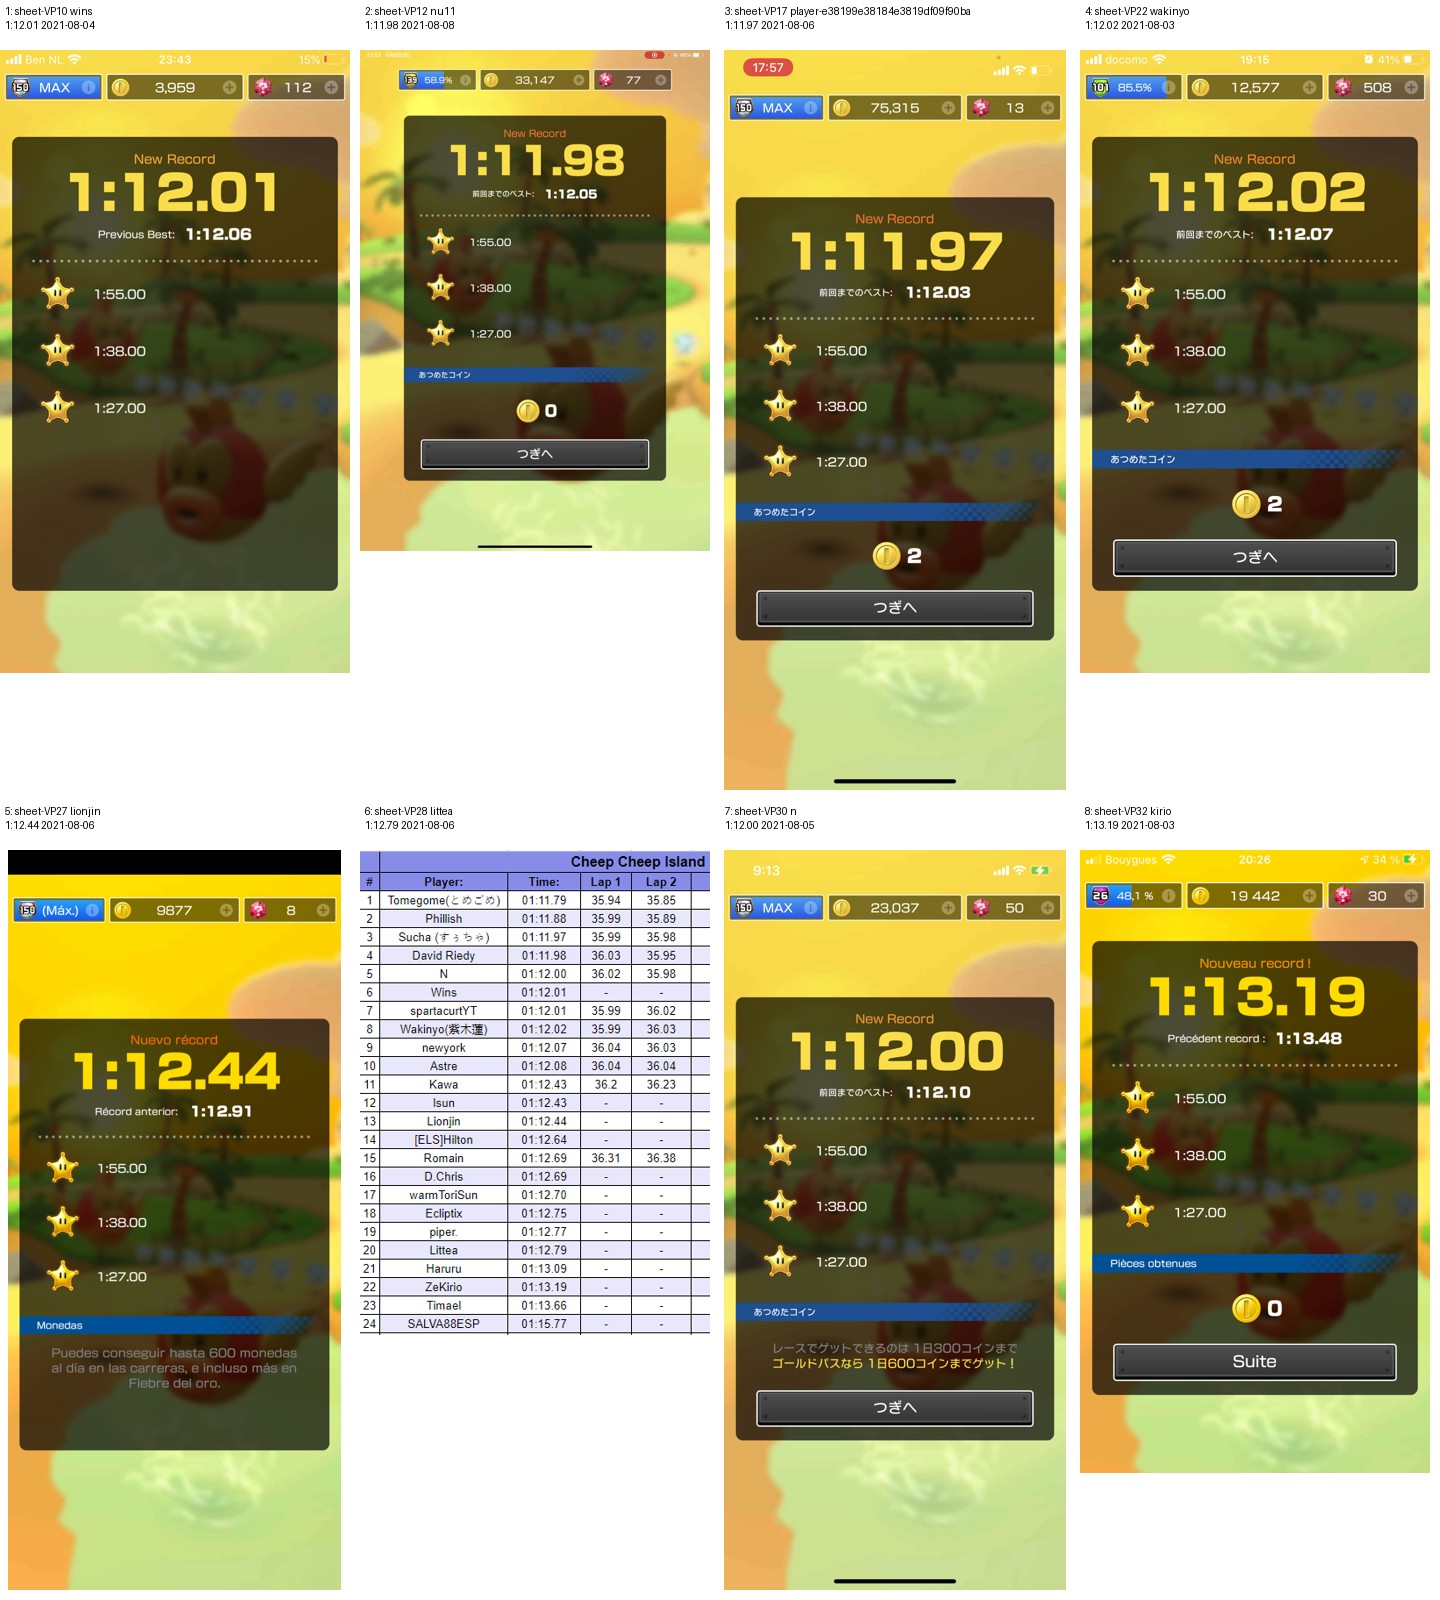 1: sheet-VP10 wins
1:12.01 2021-08-04
Ben NL 23:43 15%
150 MAX i 3,959 112
New Record
1:12.01
Previous Best: 1:12.06
1:55.00
1:38.00
1:27.00
2: sheet-VP12 nu11
1:11.98 2021-08-08
139 58.9% i 33,147 77
New Record
1:11.98
前回までのベスト: 1:12.05
1:55.00
1:38.00
1:27.00
あつめたコイン
0
つぎへ
3: sheet-VP17 player-e38199e38184e3819df09f90ba
1:11.97 2021-08-06
17:57
150 MAX i 75,315 13
New Record
1:11.97
前回までのベスト: 1:12.03
1:55.00
1:38.00
1:27.00
あつめたコイン
2
つぎへ
4: sheet-VP22 wakinyo
1:12.02 2021-08-03
docomo 19:15 41%
101 85.5% i 12,577 508
New Record
1:12.02
前回までのベスト: 1:12.07
1:55.00
1:38.00
1:27.00
あつめたコイン
2
つぎへ
5: sheet-VP27 lionjin
1:12.44 2021-08-06
150 (Máx.) i 9877 8
Nuevo récord
1:12.44
Récord anterior: 1:12.91
1:55.00
1:38.00
1:27.00
Monedas
Puedes conseguir hasta 600 monedas
al día en las carreras, e incluso más en
Fiebre del oro.
6: sheet-VP28 littea
1:12.79 2021-08-06
Cheep Cheep Island
# Player: Time: Lap 1 Lap 2
1 Tomegome(とめごめ) 01:11.79 35.94 35.85
2 Phillish 01:11.88 35.99 35.89
3 Sucha (すぅちゃ) 01:11.97 35.99 35.98
4 David Riedy 01:11.98 36.03 35.95
5 N 01:12.00 36.02 35.98
6 Wins 01:12.01 - -
7 spartacurtYT 01:12.01 35.99 36.02
8 Wakinyo(紫木蓮) 01:12.02 35.99 36.03
9 newyork 01:12.07 36.04 36.03
10 Astre 01:12.08 36.04 36.04
11 Kawa 01:12.43 36.2 36.23
12 Isun 01:12.43 - -
13 Lionjin 01:12.44 - -
14 [ELS]Hilton 01:12.64 - -
15 Romain 01:12.69 36.31 36.38
16 D.Chris 01:12.69 - -
17 warmToriSun 01:12.70 - -
18 Ecliptix 01:12.75 - -
19 piper. 01:12.77 - -
20 Littea 01:12.79 - -
21 Haruru 01:13.09 - -
22 ZeKirio 01:13.19 - -
23 Timael 01:13.66 - -
24 SALVA88ESP 01:15.77 - -
7: sheet-VP30 n
1:12.00 2021-08-05
9:13
150 MAX i 23,037 50
New Record
1:12.00
前回までのベスト: 1:12.10
1:55.00
1:38.00
1:27.00
あつめたコイン
レースでゲットできるのは 1日300コインまで
ゴールドパスなら 1日600コインまでゲット！
つぎへ
8: sheet-VP32 kirio
1:13.19 2021-08-03
Bouygues 20:26 34 %
26 48,1 % i 19 442 30
Nouveau record !
1:13.19
Précédent record : 1:13.48
1:55.00
1:38.00
1:27.00
Pièces obtenues
0
Suite